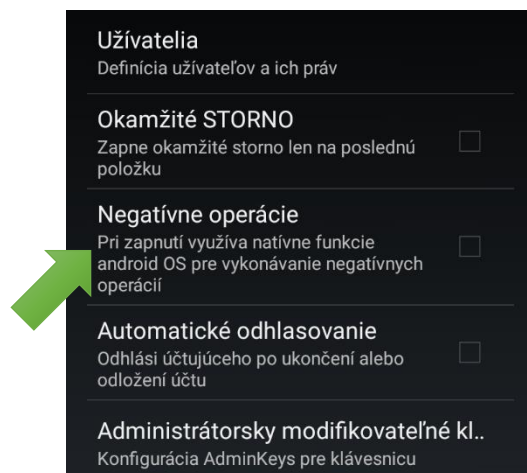 Užívatelia
Definícia užívateľov a ich práv
Okamžité STORNO
Zapne okamžité storno len na poslednú
položku
Negatívne operácie
Pri zapnutí využíva natívne funkcie
android OS pre vykonávanie negatívnych
operácií
Automatické odhlasovanie
Odhlási účtujúceho po ukončení alebo
odložení účtu
Administrátorsky modifikovateľné kl..
Konfigurácia AdminKeys pre klávesnicu